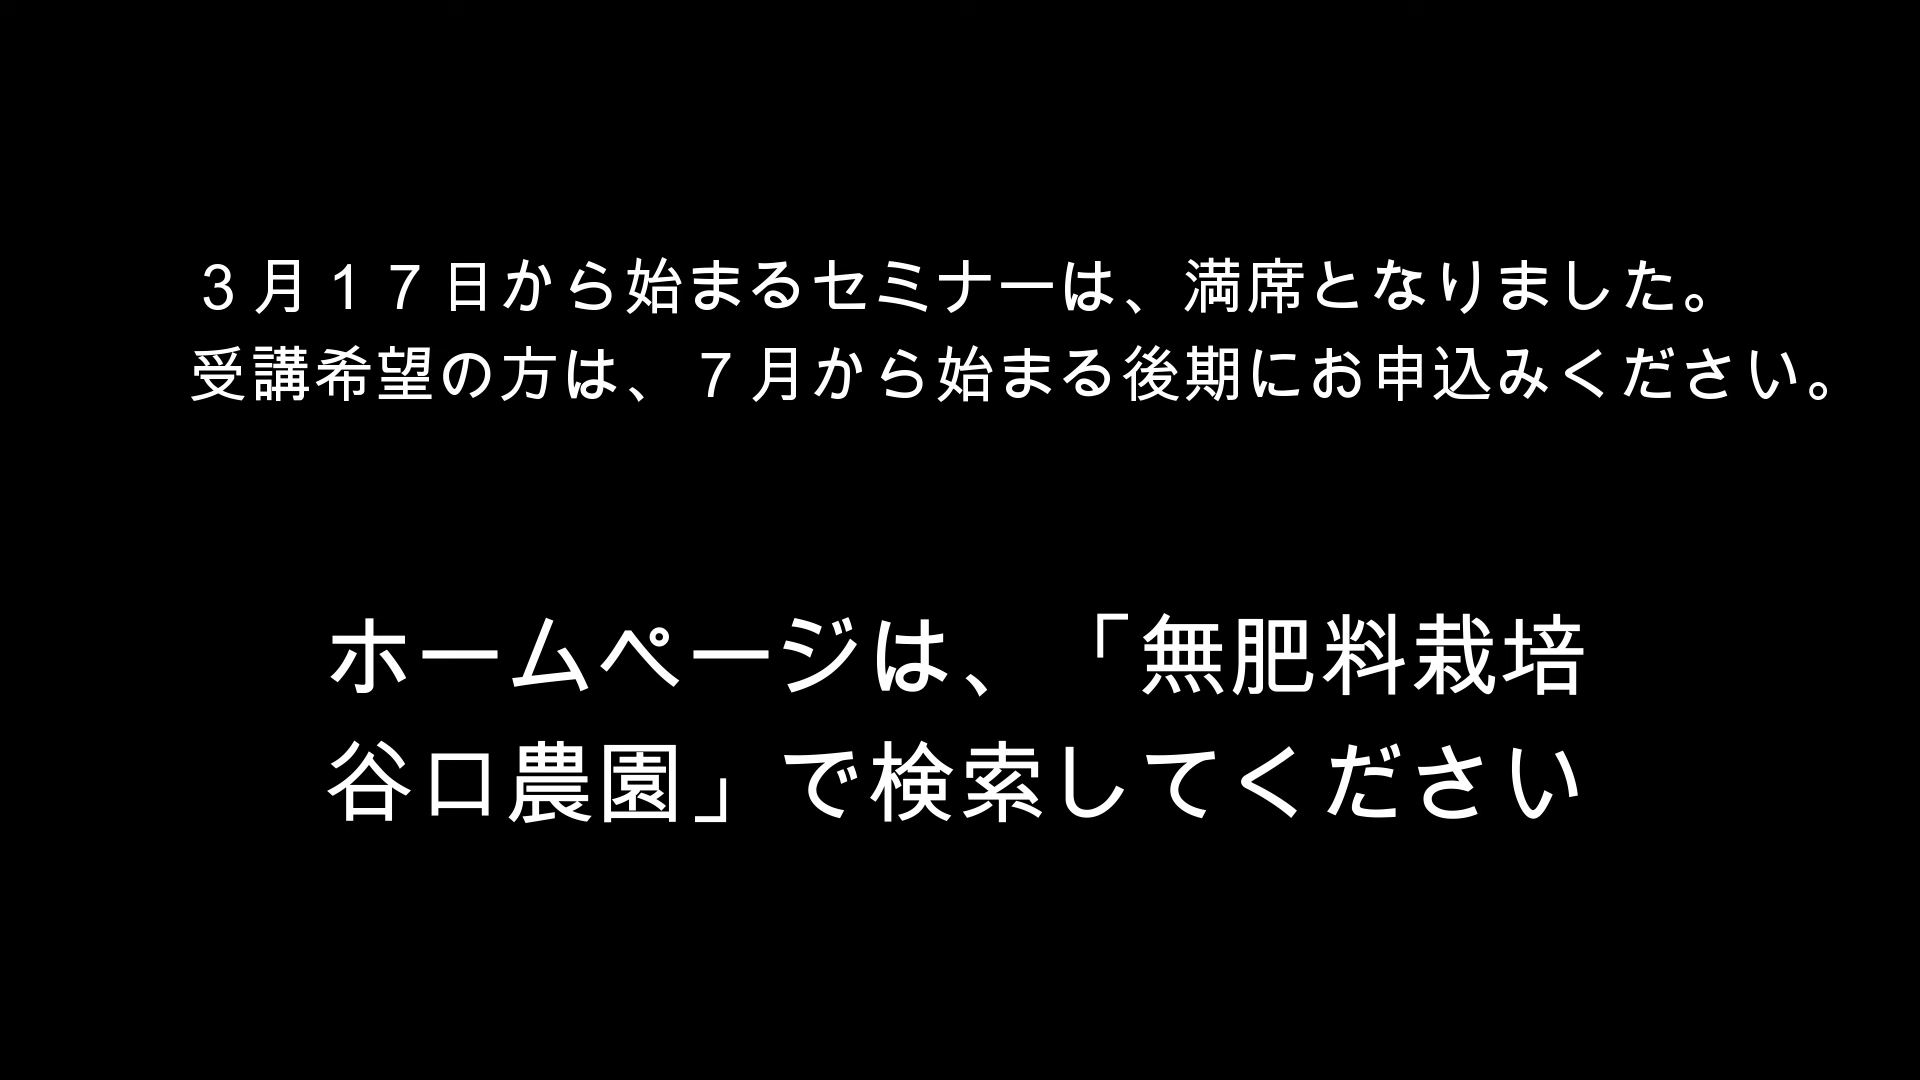 ３月１７日から始まるセミナーは、満席となりました。
受講希望の方は、７月から始まる後期にお申込みください。
ホームページは、「無肥料栽培
谷口農園」で検索してください